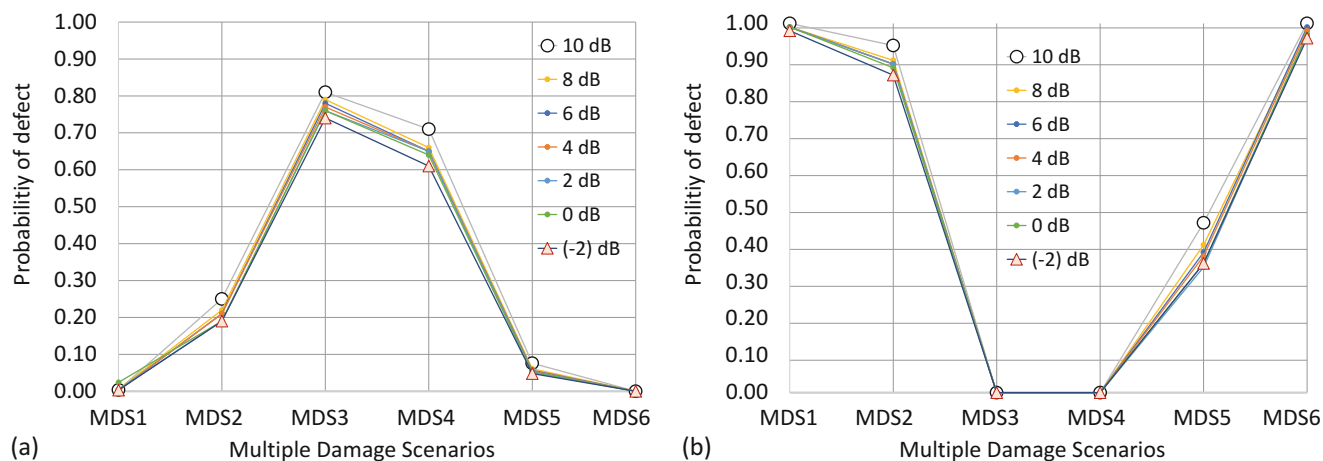 1.00
0.90
0.80
0.70
0.60
0.50
0.40
0.30
0.20
0.10
0.00
Probabilitiy of defect
10 dB
8 dB
6 dB
4 dB
2 dB
0 dB
(-2) dB
MDS1 MDS2 MDS3 MDS4 MDS5 MDS6
(a) Multiple Damage Scenarios
1.00
0.90
0.80
0.70
0.60
0.50
0.40
0.30
0.20
0.10
0.00
Probabilitiy of defect
10 dB
8 dB
6 dB
4 dB
2 dB
0 dB
(-2) dB
MDS1 MDS2 MDS3 MDS4 MDS5 MDS6
(b) Multiple Damage Scenarios